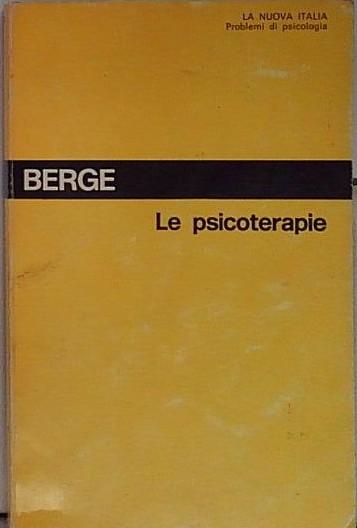 LA NUOVA ITALIA
Problemi di psicologia
BERGE
Le psicoterapie